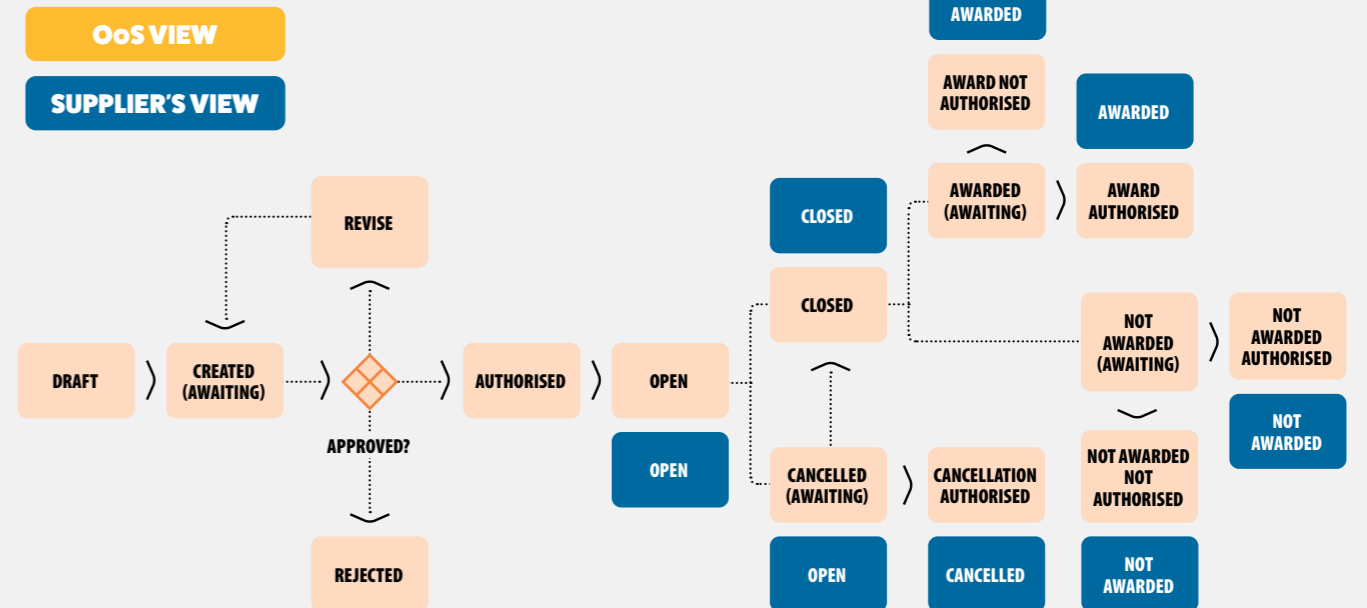 OoS VIEW
SUPPLIER'S VIEW
AWARDED
AWARD NOT
AUTHORISED
AWARDED
AWARDED
(AWAITING)
AWARD
AUTHORISED
CLOSED
REVISE
CLOSED
NOT
AWARDED
(AWAITING)
NOT
AWARDED
AUTHORISED
DRAFT
CREATED
(AWAITING)
AUTHORISED
OPEN
APPROVED?
OPEN
NOT
AWARDED
CANCELLED
(AWAITING)
CANCELLATION
AUTHORISED
NOT AWARDED
NOT
AUTHORISED
REJECTED
OPEN
CANCELLED
NOT
AWARDED